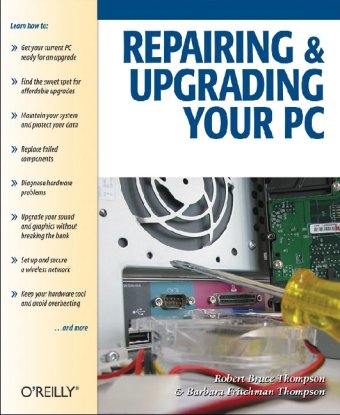 Learn how to:
Get your current PC
ready for an upgrade
Find the sweet spot for
affordable upgrades
Maintain your system
and protect your data
Replace failed
components
Diagnose hardware
problems
Upgrade your sound
and graphics without
breaking the bank
Set up and secure
a wireless network
Keep your hardware cool
and avoid overheating
...and more
O'REILLY®
REPAIRING &
UPGRADING
YOUR PC
Robert Bruce Thompson
& Barbara Fritchman Thompson